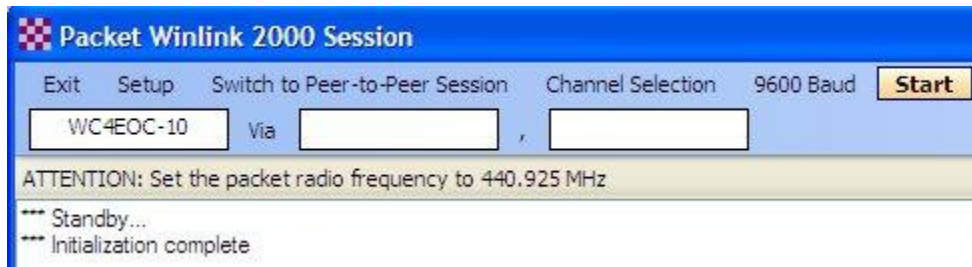 Packet Winlink 2000 Session
Exit Setup Switch to Peer-to-Peer Session Channel Selection 9600 Baud Start
WC4EOC-10 Via ,
ATTENTION: Set the packet radio frequency to 440.925 MHz
*** Standby...
*** Initialization complete